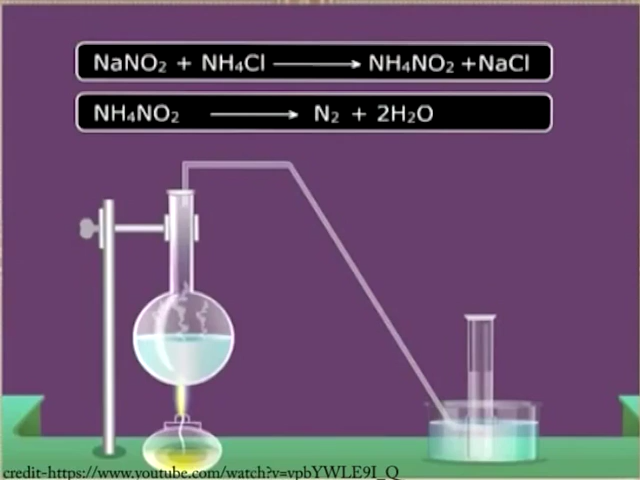 NaNO₂ + NH₄Cl ⟶ NH₄NO₂ +NaCl
NH₄NO₂ ⟶ N₂ + 2H₂O
credit-https://www.youtube.com/watch?v=vpbYWLE9I_Q